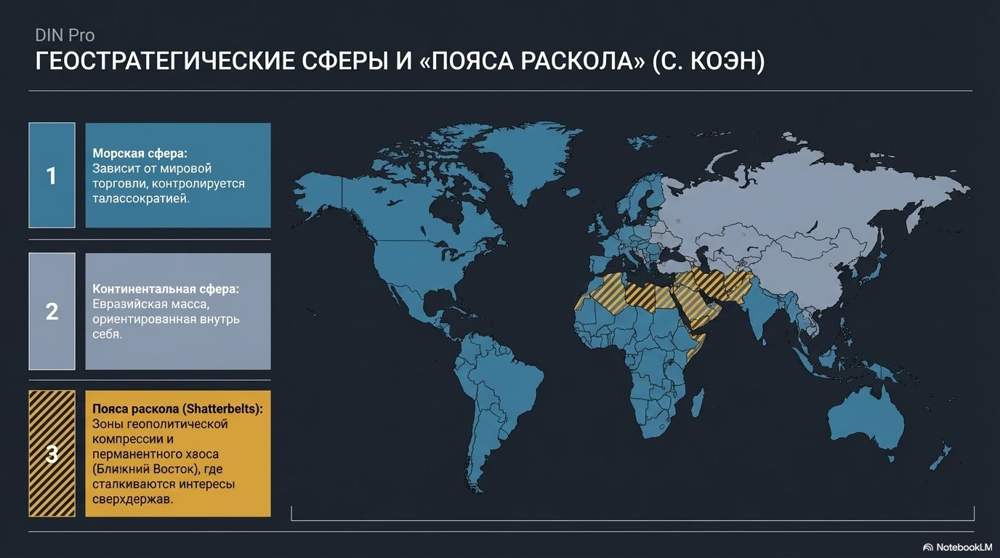 DIN Pro
ГЕОСТРАТЕГИЧЕСКИЕ СФЕРЫ И «ПОЯСА РАСКОЛА» (С. КОЭН)
1
Морская сфера:
Зависит от мировой
торговли, контролируется
талассократией.
2
Континентальная сфера:
Евразийская масса,
ориентированная внутрь
себя.
3
Пояса раскола (Shatterbelts):
Зоны геополитической
компрессии и
перманентного хаоса
(Ближний Восток), где
сталкиваются интересы
сверхдержав.
NotebookLM